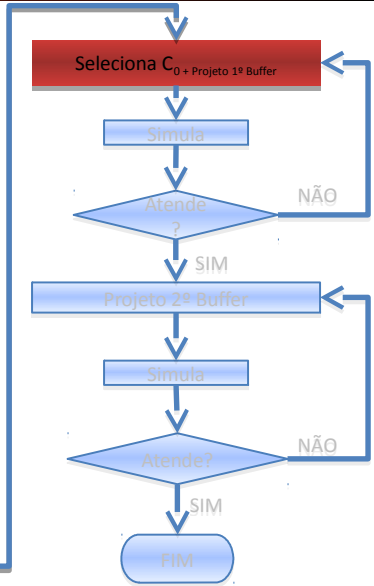 Seleciona C0 + Projeto 1º Buffer
Simula
Atende
?
NÃO
SIM
Projeto 2º Buffer
Simula
Atende?
NÃO
SIM
FIM